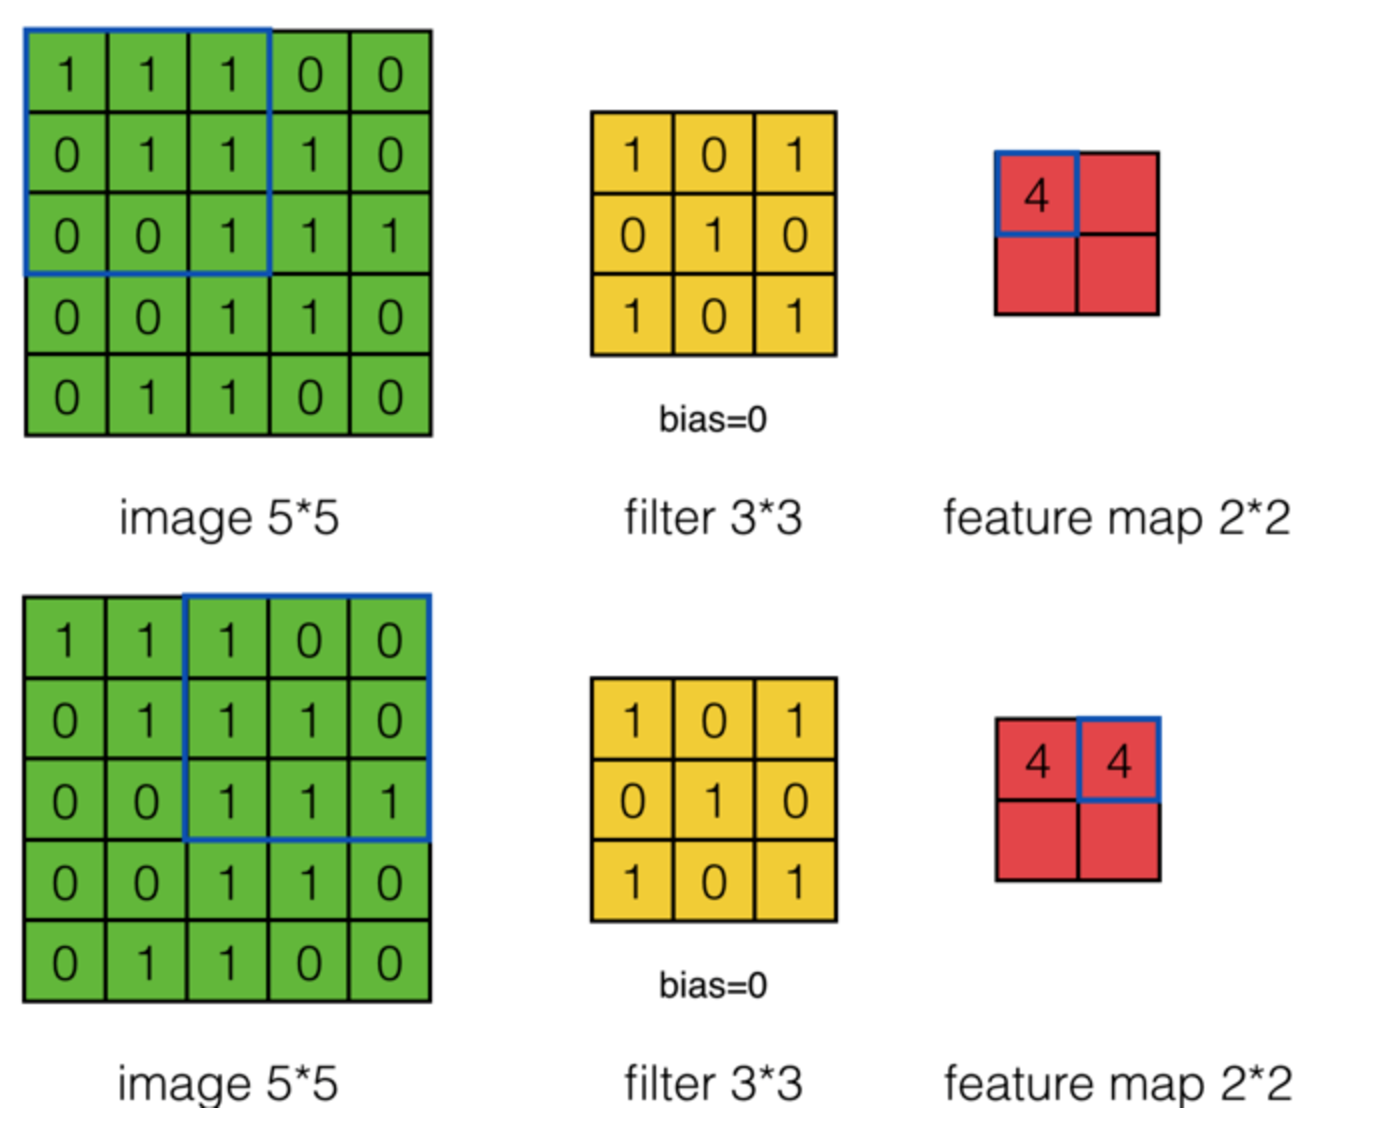 1 1 1 0 0
0 1 1 1 0
0 0 1 1 1
0 0 1 1 0
0 1 1 0 0
image 5*5
1 0 1
0 1 0
1 0 1
bias=0
filter 3*3
4
feature map 2*2
1 1 1 0 0
0 1 1 1 0
0 0 1 1 1
0 0 1 1 0
0 1 1 0 0
image 5*5
1 0 1
0 1 0
1 0 1
bias=0
filter 3*3
4 4
feature map 2*2